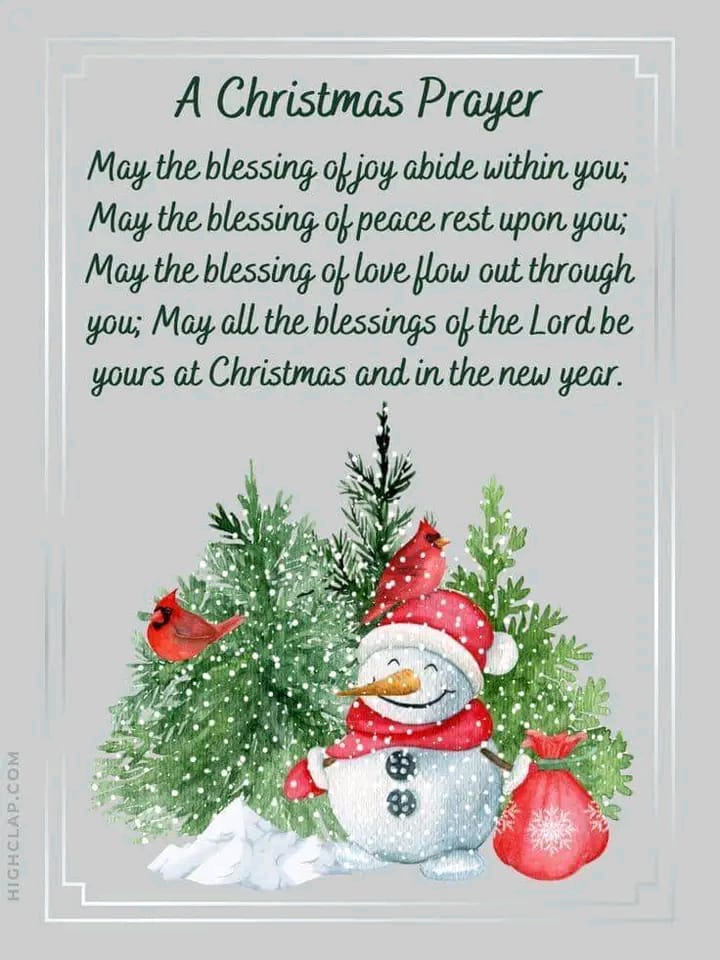 A Christmas Prayer
May the blessing of joy abide within you;
May the blessing of peace rest upon you;
May the blessing of love flow out through
you; May all the blessings of the Lord be
yours at Christmas and in the new year.
HIGHCLAP.COM